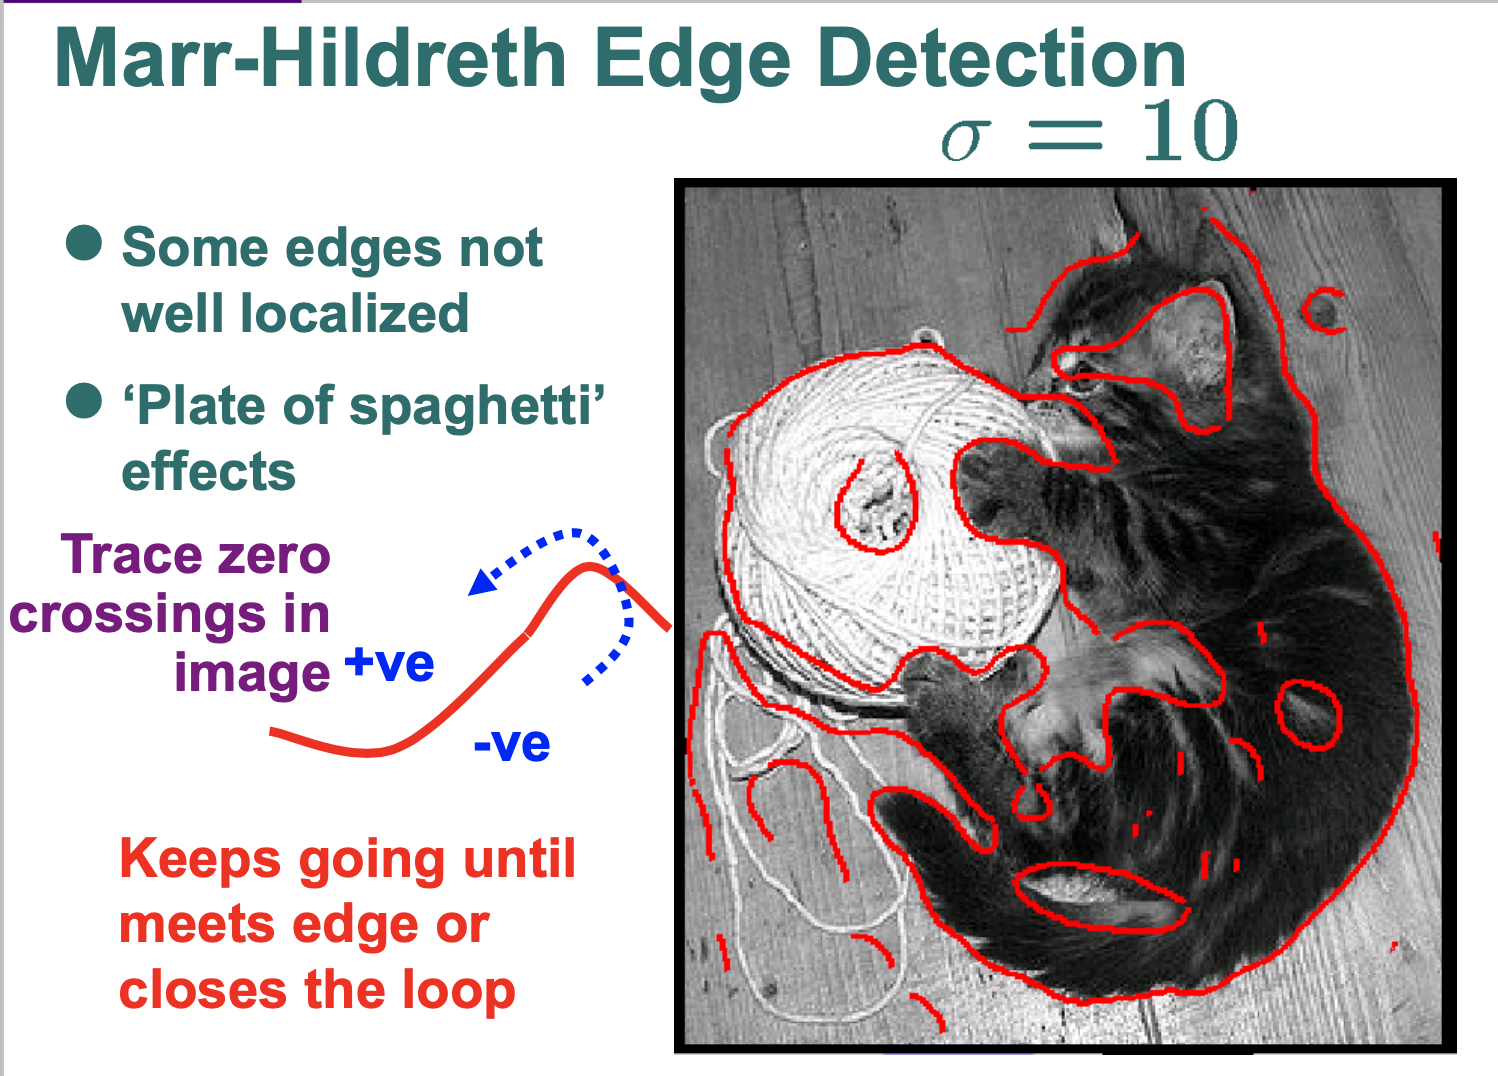 Marr-Hildreth Edge Detection
σ = 10
● Some edges not
well localized
● ‘Plate of spaghetti’
effects
Trace zero
crossings in
image
+ve
-ve
Keeps going until
meets edge or
closes the loop